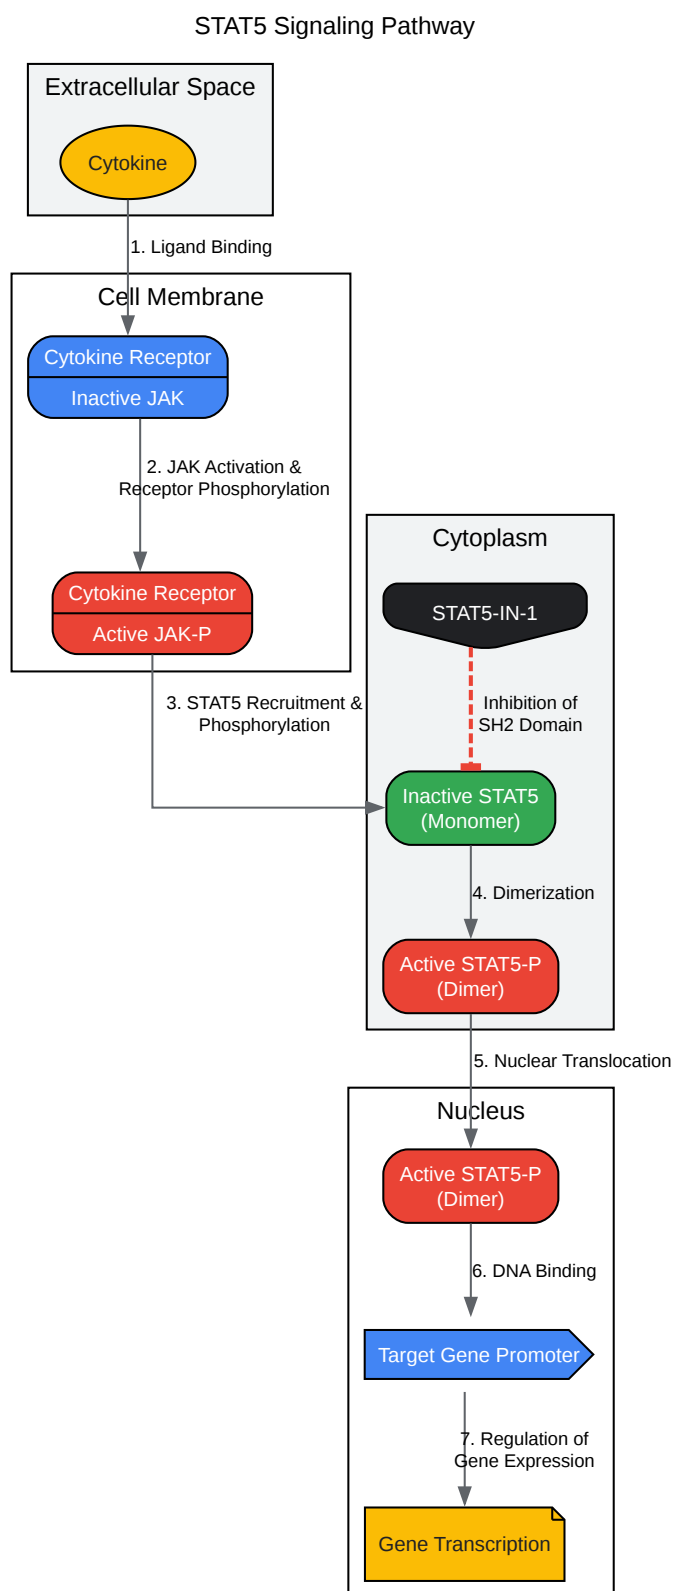 STAT5 Signaling Pathway
Extracellular Space
Cytokine
1. Ligand Binding
Cell Membrane
Cytokine Receptor
Inactive JAK
2. JAK Activation &
Receptor Phosphorylation
Cytokine Receptor
Active JAK-P
3. STAT5 Recruitment &
Phosphorylation
Cytoplasm
STAT5-IN-1
Inhibition of
SH2 Domain
Inactive STAT5
(Monomer)
4. Dimerization
Active STAT5-P
(Dimer)
5. Nuclear Translocation
Nucleus
Active STAT5-P
(Dimer)
6. DNA Binding
Target Gene Promoter
7. Regulation of
Gene Expression
Gene Transcription